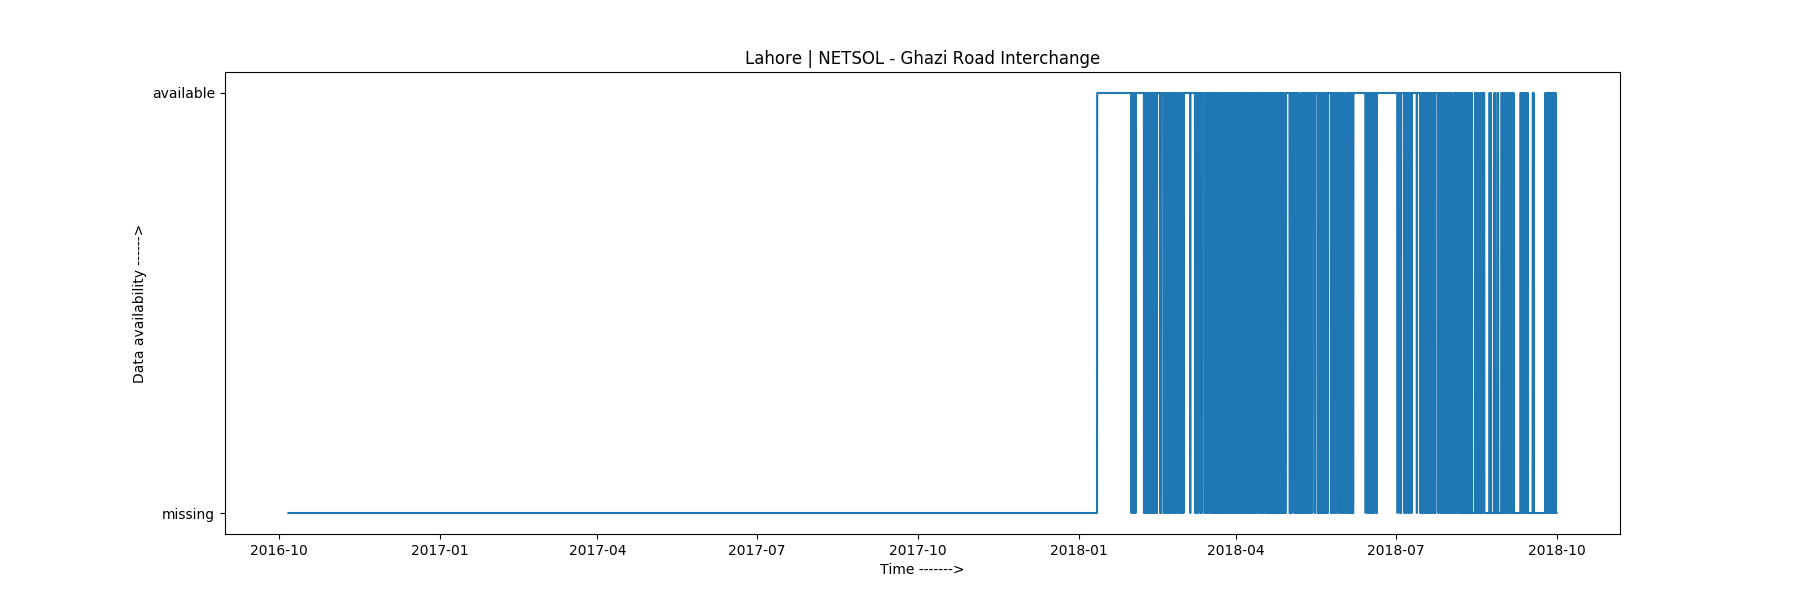 Lahore | NETSOL - Ghazi Road Interchange
available
missing
Data availability ------>
2016-10 2017-01 2017-04 2017-07 2017-10 2018-01 2018-04 2018-07 2018-10
Time ------->